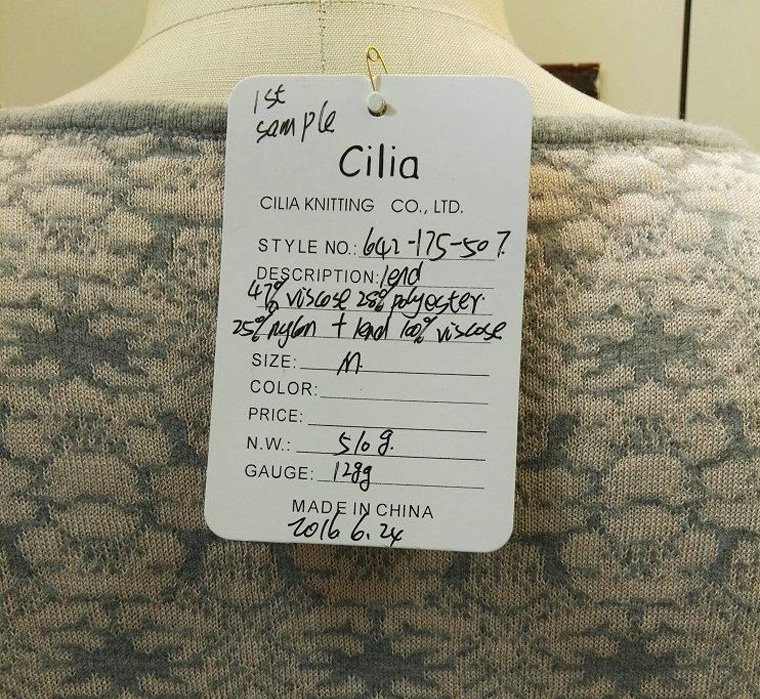 1st
sample
Cilia
CILIA KNITTING CO., LTD.
STYLE NO.: 642-175-507
DESCRIPTION: 1end
47% viscose 28% polyester.
25% nylon + 1end 100% viscose
SIZE: M
COLOR:
PRICE:
N.W.: 510g.
GAUGE: 12gg
MADE IN CHINA
2016 6.24